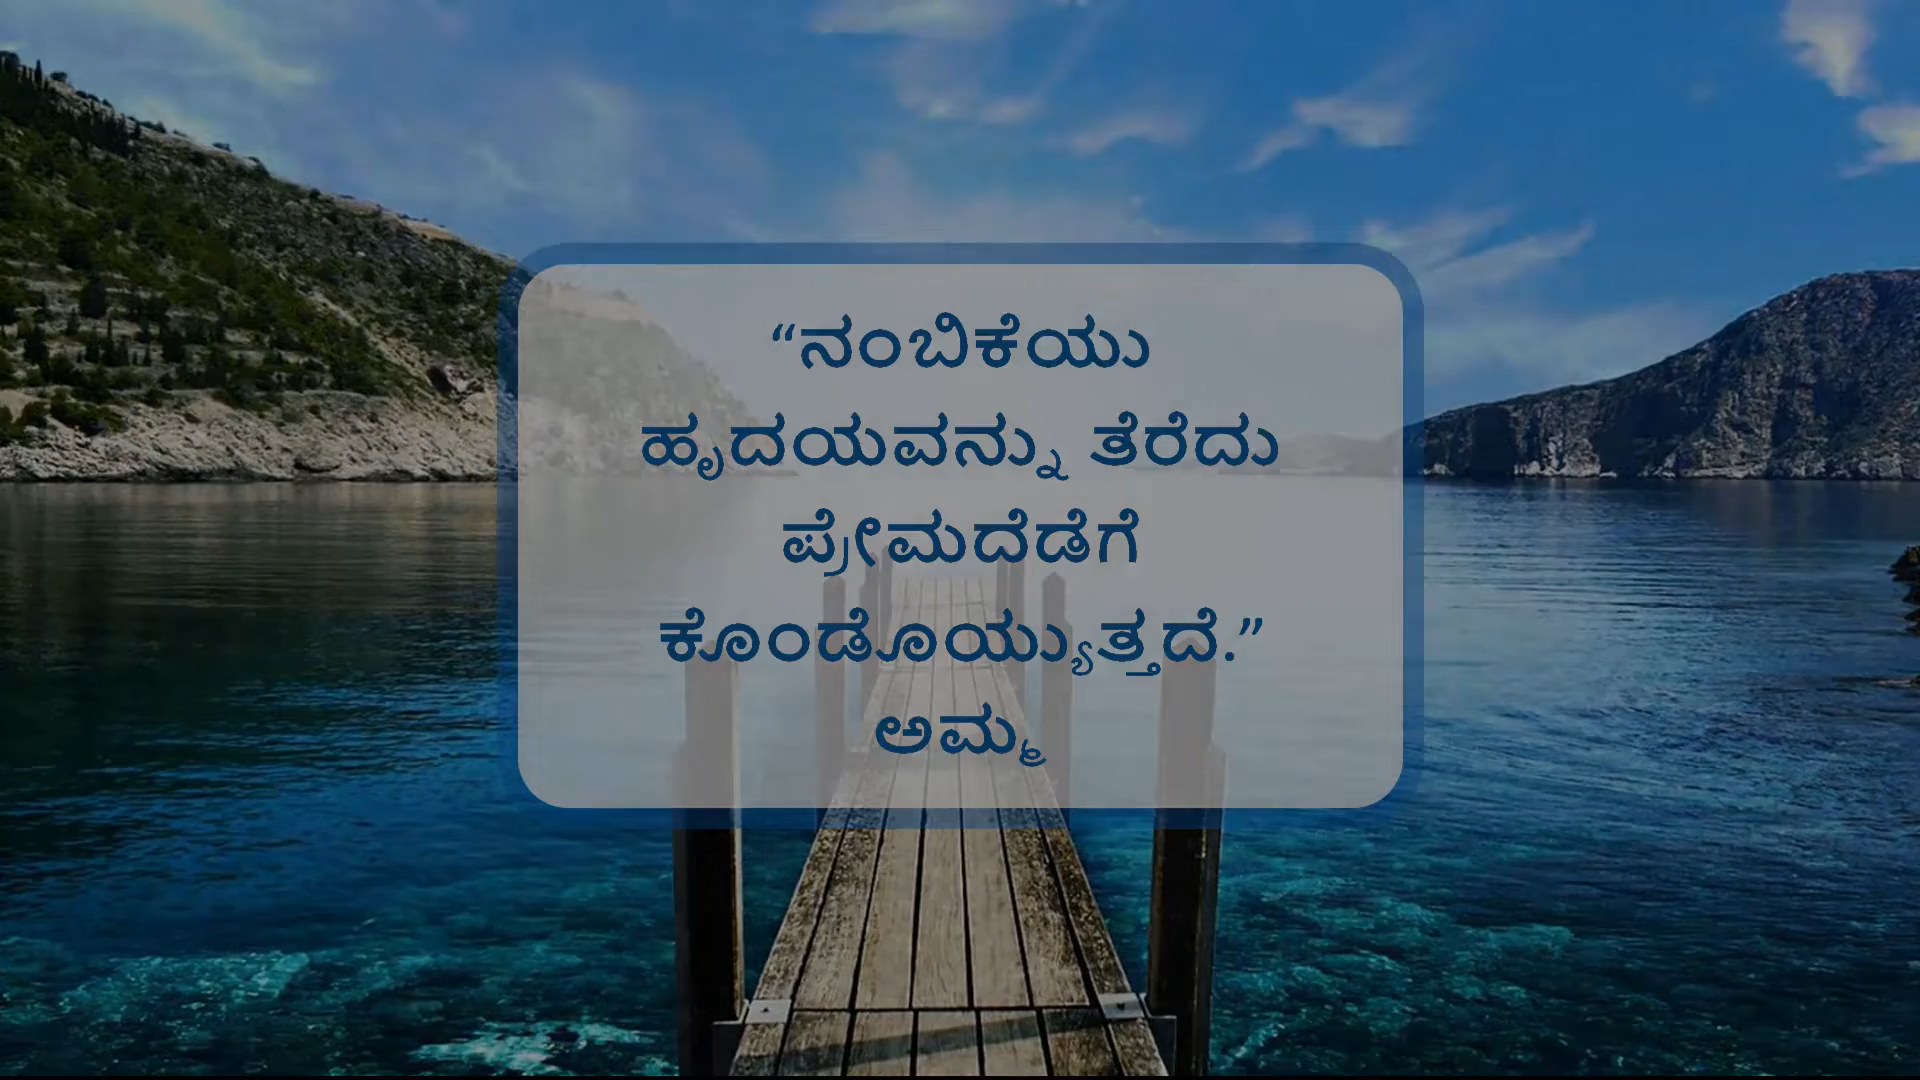 “ನಂಬಿಕೆಯು
ಹೃದಯವನ್ನು ತೆರೆದು
ಪ್ರೇಮದೆಡೆಗೆ
ಕೊಂಡೊಯ್ಯುತ್ತದೆ.”
ಅಮ್ಮ